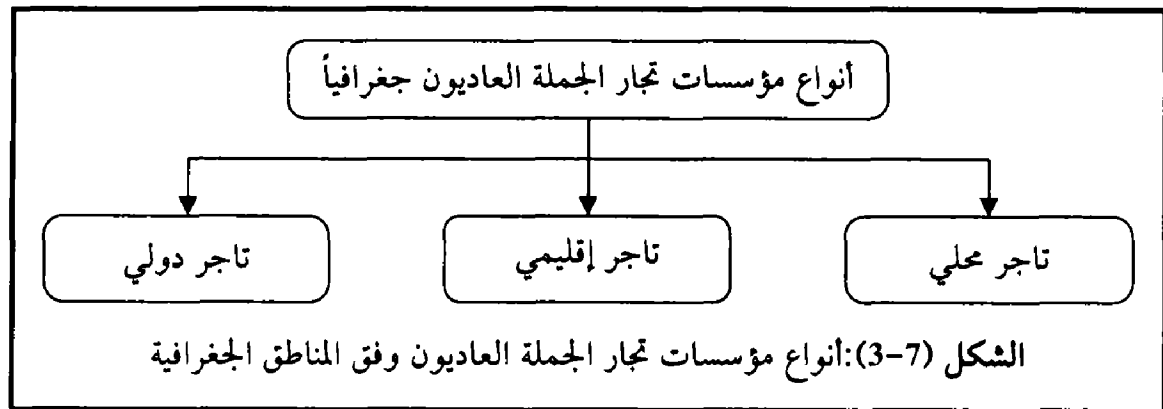 أنواع مؤسسات تجار الجملة العاديون جغرافياً
تاجر محلي
تاجر إقليمي
تاجر دولي
الشكل (7-3):أنواع مؤسسات تجار الجملة العاديون وفق المناطق الجغرافية